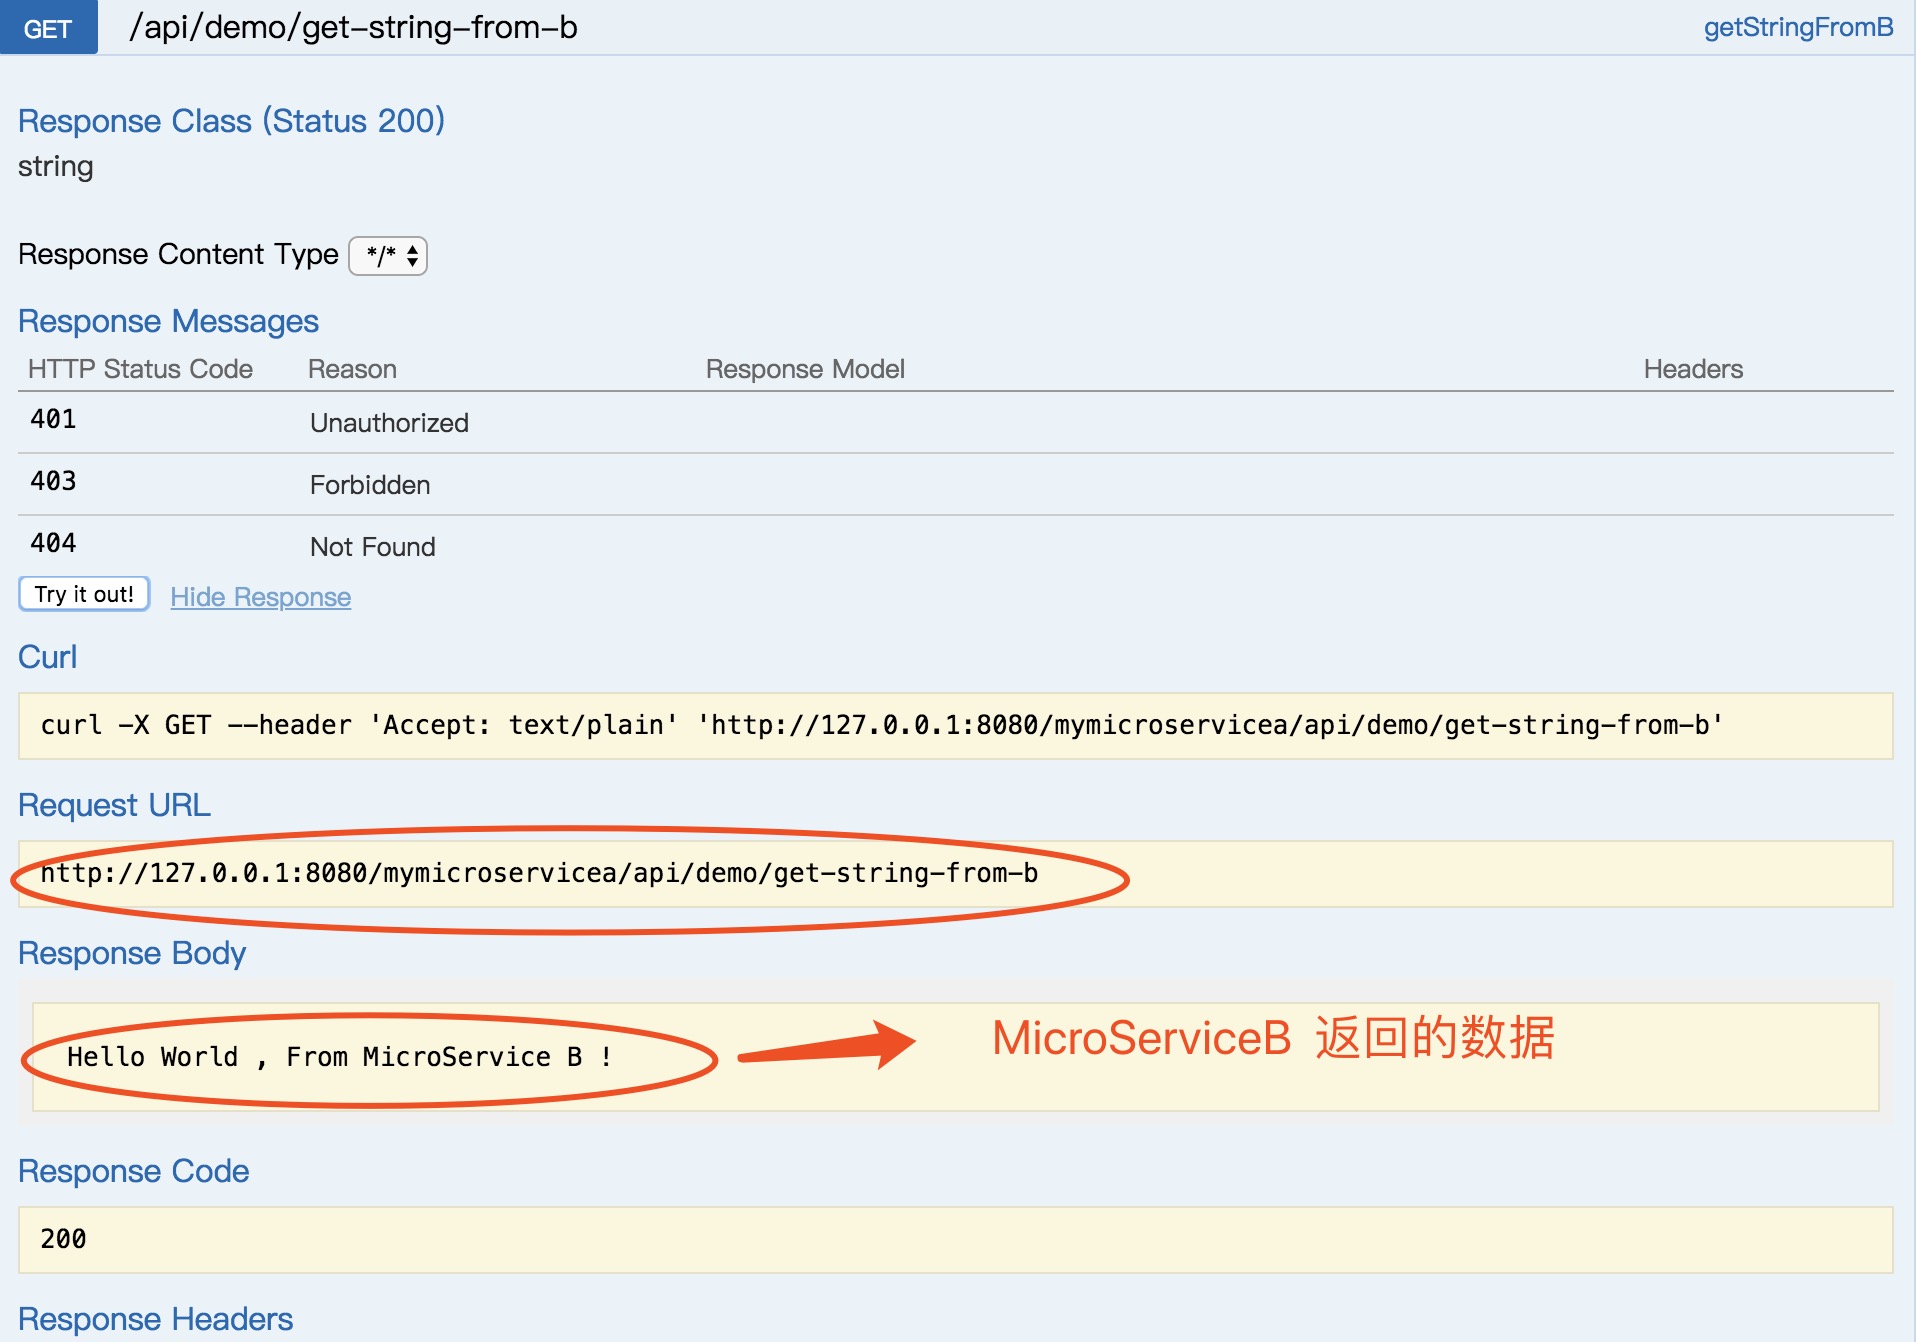 GET /api/demo/get-string-from-b getStringFromB
Response Class (Status 200)
string
Response Content Type */*
Response Messages
HTTP Status Code Reason Response Model Headers
401 Unauthorized
403 Forbidden
404 Not Found
Try it out! Hide Response
Curl
curl -X GET --header 'Accept: text/plain' 'http://127.0.0.1:8080/mymicroservicea/api/demo/get-string-from-b'
Request URL
http://127.0.0.1:8080/mymicroservicea/api/demo/get-string-from-b
Response Body
Hello World , From MicroService B ! MicroServiceB 返回的数据
Response Code
200
Response Headers